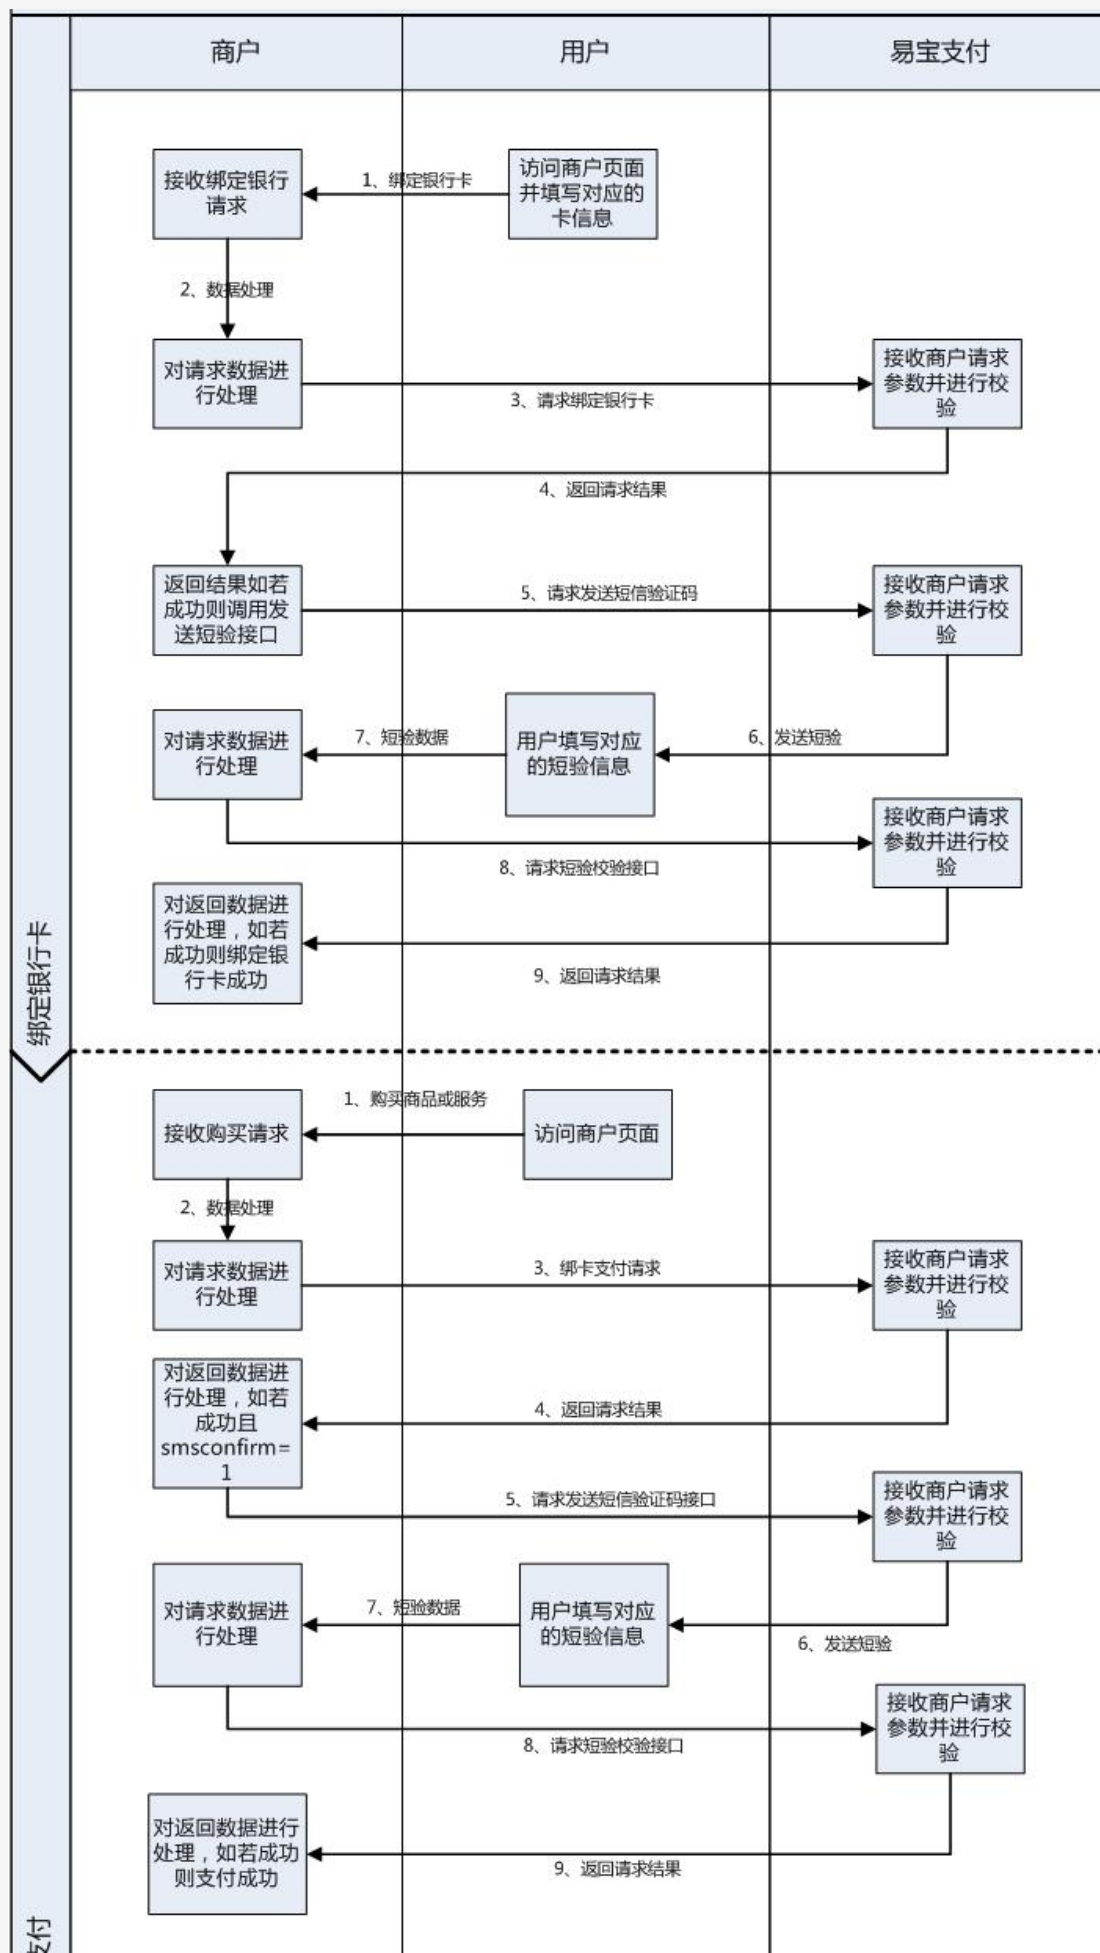 商户
用户
易宝支付
接收绑定银行
请求
1、绑定银行卡
访问商户页面
并填写对应的
卡信息
2、数据处理
对请求数据进
行处理
3、请求绑定银行卡
接收商户请求
参数并进行校
验
4、返回请求结果
返回结果如若
成功则调用发
送短验接口
5、请求发送短信验证码
接收商户请求
参数并进行校
验
对请求数据进
行处理
7、短验数据
用户填写对应
的短验信息
6、发送短验
8、请求短验校验接口
接收商户请求
参数并进行校
验
对返回数据进
行处理，如若
成功则绑定银
行卡成功
9、返回请求结果
绑定银行卡
接收购买请求
1、购买商品或服务
访问商户页面
2、数据处理
对请求数据进
行处理
3、绑卡支付请求
接收商户请求
参数并进行校
验
对返回数据进
行处理，如若
成功且
smsconfirm=
1
4、返回请求结果
5、请求发送短信验证码接口
接收商户请求
参数并进行校
验
对请求数据进
行处理
7、短验数据
用户填写对应
的短验信息
6、发送短验
8、请求短验校验接口
接收商户请求
参数并进行校
验
对返回数据进行
处理，如若成功
则支付成功
9、返回请求结果
支付